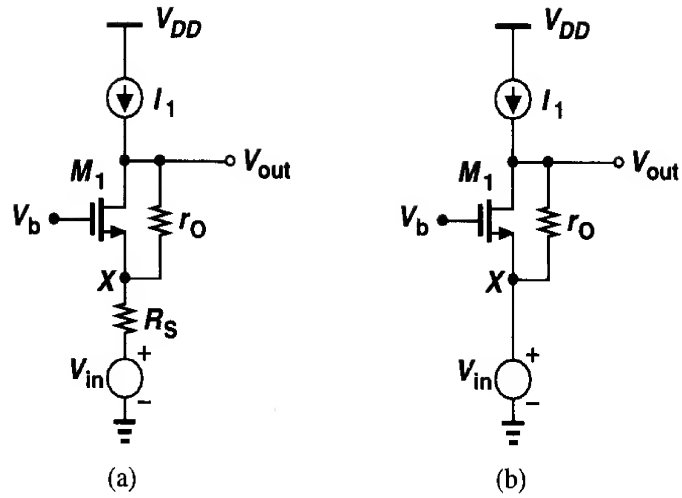 V_DD
I_1
V_out
M_1
V_b
r_O
X
R_S
V_in
+
−
(a)
V_DD
I_1
V_out
M_1
V_b
r_O
X
V_in
+
−
(b)